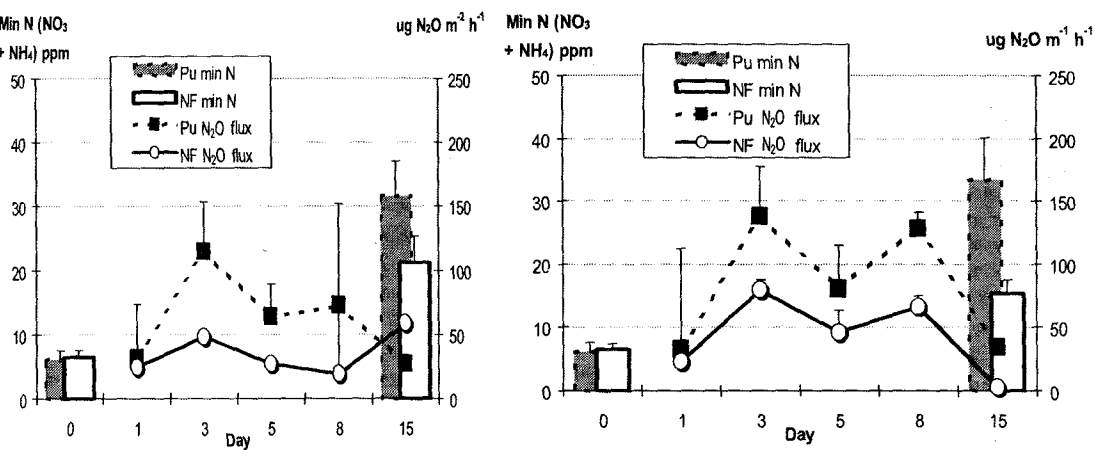 Min N (NO₃
+ NH₄) ppm
ug N₂O m⁻² h⁻¹
Pu min N
NF min N
Pu N₂O flux
NF N₂O flux
50
40
30
20
10
0
250
200
150
100
50
0
0 1 3 5 8 15
Day
Min N (NO₃
+ NH₄) ppm
ug N₂O m⁻¹ h⁻¹
Pu min N
NF min N
Pu N₂O flux
NF N₂O flux
50
40
30
20
10
0
250
200
150
100
50
0
0 1 3 5 8 15
Day